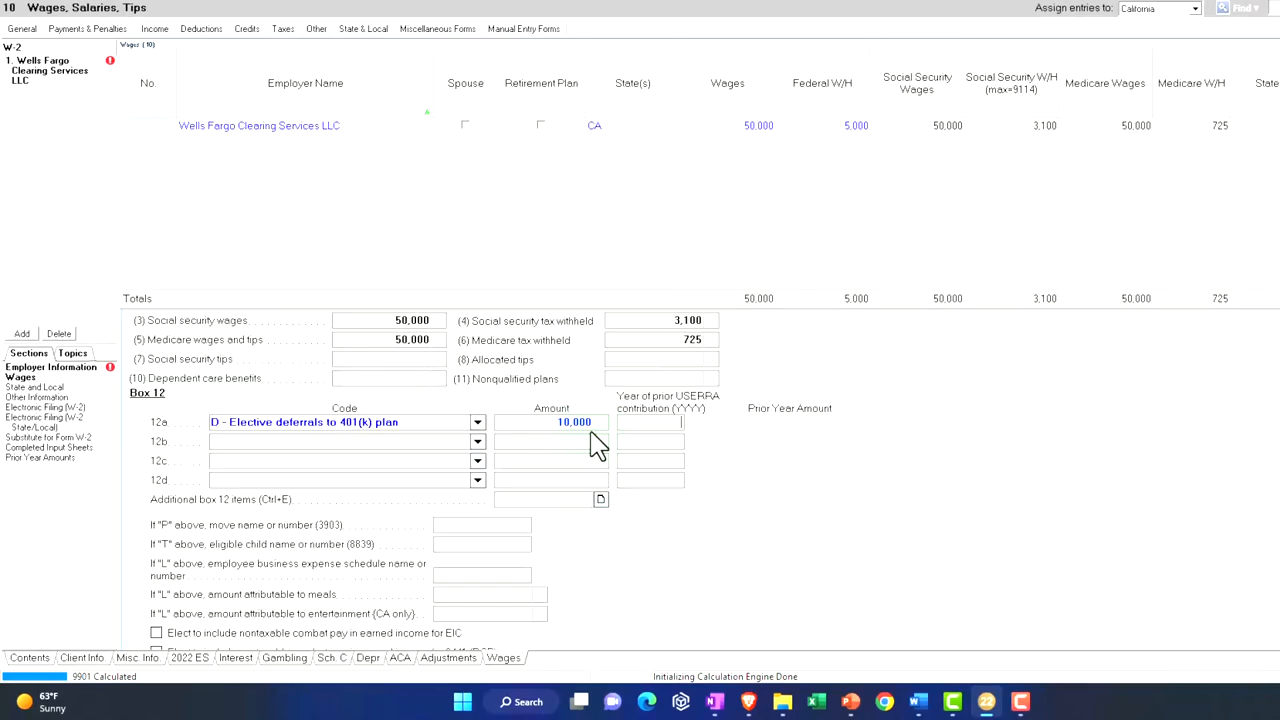 10 Wages, Salaries, Tips
Assign entries to: California Find
General Payments & Penalties Income Deductions Credits Taxes Other State & Local Miscellaneous Forms Manual Entry Forms
W-2
1. Wells Fargo
Clearing Services
LLC
Wages (10)
No. Employer Name Spouse Retirement Plan State(s) Wages Federal W/H Social Security Wages Social Security W/H (max=9114) Medicare Wages Medicare W/H State
Wells Fargo Clearing Services LLC CA 50,000 5,000 50,000 3,100 50,000 725
Totals 50,000 5,000 50,000 3,100 50,000 725
Add Delete
Sections Topics
Employer Information
Wages
State and Local
Other Information
Electronic Filing (W-2)
Electronic Filing (W-2
State/Local)
Substitute for Form W-2
Completed Input Sheets
Prior Year Amounts
(3) Social security wages 50,000 (4) Social security tax withheld 3,100
(5) Medicare wages and tips 50,000 (6) Medicare tax withheld 725
(7) Social security tips (8) Allocated tips
(10) Dependent care benefits (11) Nonqualified plans
Box 12
Code Amount Year of prior USERRA contribution (YYYY) Prior Year Amount
12a. D - Elective deferrals to 401(k) plan 10,000
12b.
12c.
12d.
Additional box 12 items (Ctrl+E)
If "P" above, move name or number (3903)
If "T" above, eligible child name or number (8839)
If "L" above, employee business expense schedule name or
number
If "L" above, amount attributable to meals
If "L" above, amount attributable to entertainment {CA only}
Elect to include nontaxable combat pay in earned income for EIC
Contents Client Info. Misc. Info. 2022 ES Interest Gambling Sch. C Depr. ACA Adjustments Wages
9901 Calculated Initializing Calculation Engine Done
63°F
Sunny
Search
22